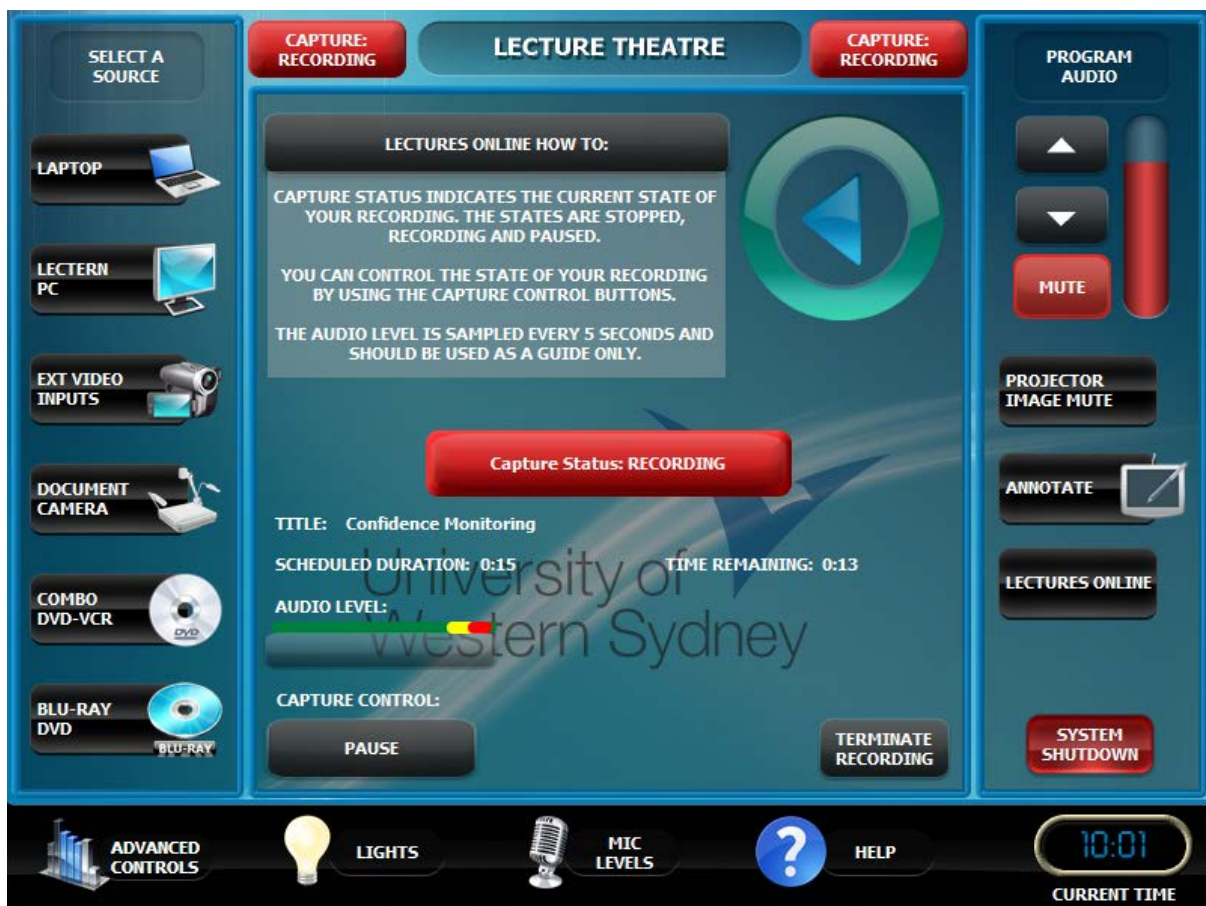 SELECT A
SOURCE
LAPTOP
LECTERN
PC
EXT VIDEO
INPUTS
DOCUMENT
CAMERA
COMBO
DVD-VCR
DVD
BLU-RAY
DVD
BLU-RAY
CAPTURE:
RECORDING
LECTURE THEATRE
CAPTURE:
RECORDING
LECTURES ONLINE HOW TO:
CAPTURE STATUS INDICATES THE CURRENT STATE OF
YOUR RECORDING. THE STATES ARE STOPPED,
RECORDING AND PAUSED.
YOU CAN CONTROL THE STATE OF YOUR RECORDING
BY USING THE CAPTURE CONTROL BUTTONS.
THE AUDIO LEVEL IS SAMPLED EVERY 5 SECONDS AND
SHOULD BE USED AS A GUIDE ONLY.
Capture Status: RECORDING
TITLE: Confidence Monitoring
SCHEDULED DURATION: 0:15 TIME REMAINING: 0:13
University of
Western Sydney
AUDIO LEVEL:
CAPTURE CONTROL:
PAUSE
TERMINATE
RECORDING
PROGRAM
AUDIO
MUTE
PROJECTOR
IMAGE MUTE
ANNOTATE
LECTURES ONLINE
SYSTEM
SHUTDOWN
ADVANCED
CONTROLS
LIGHTS
MIC
LEVELS
?
HELP
10:01
CURRENT TIME